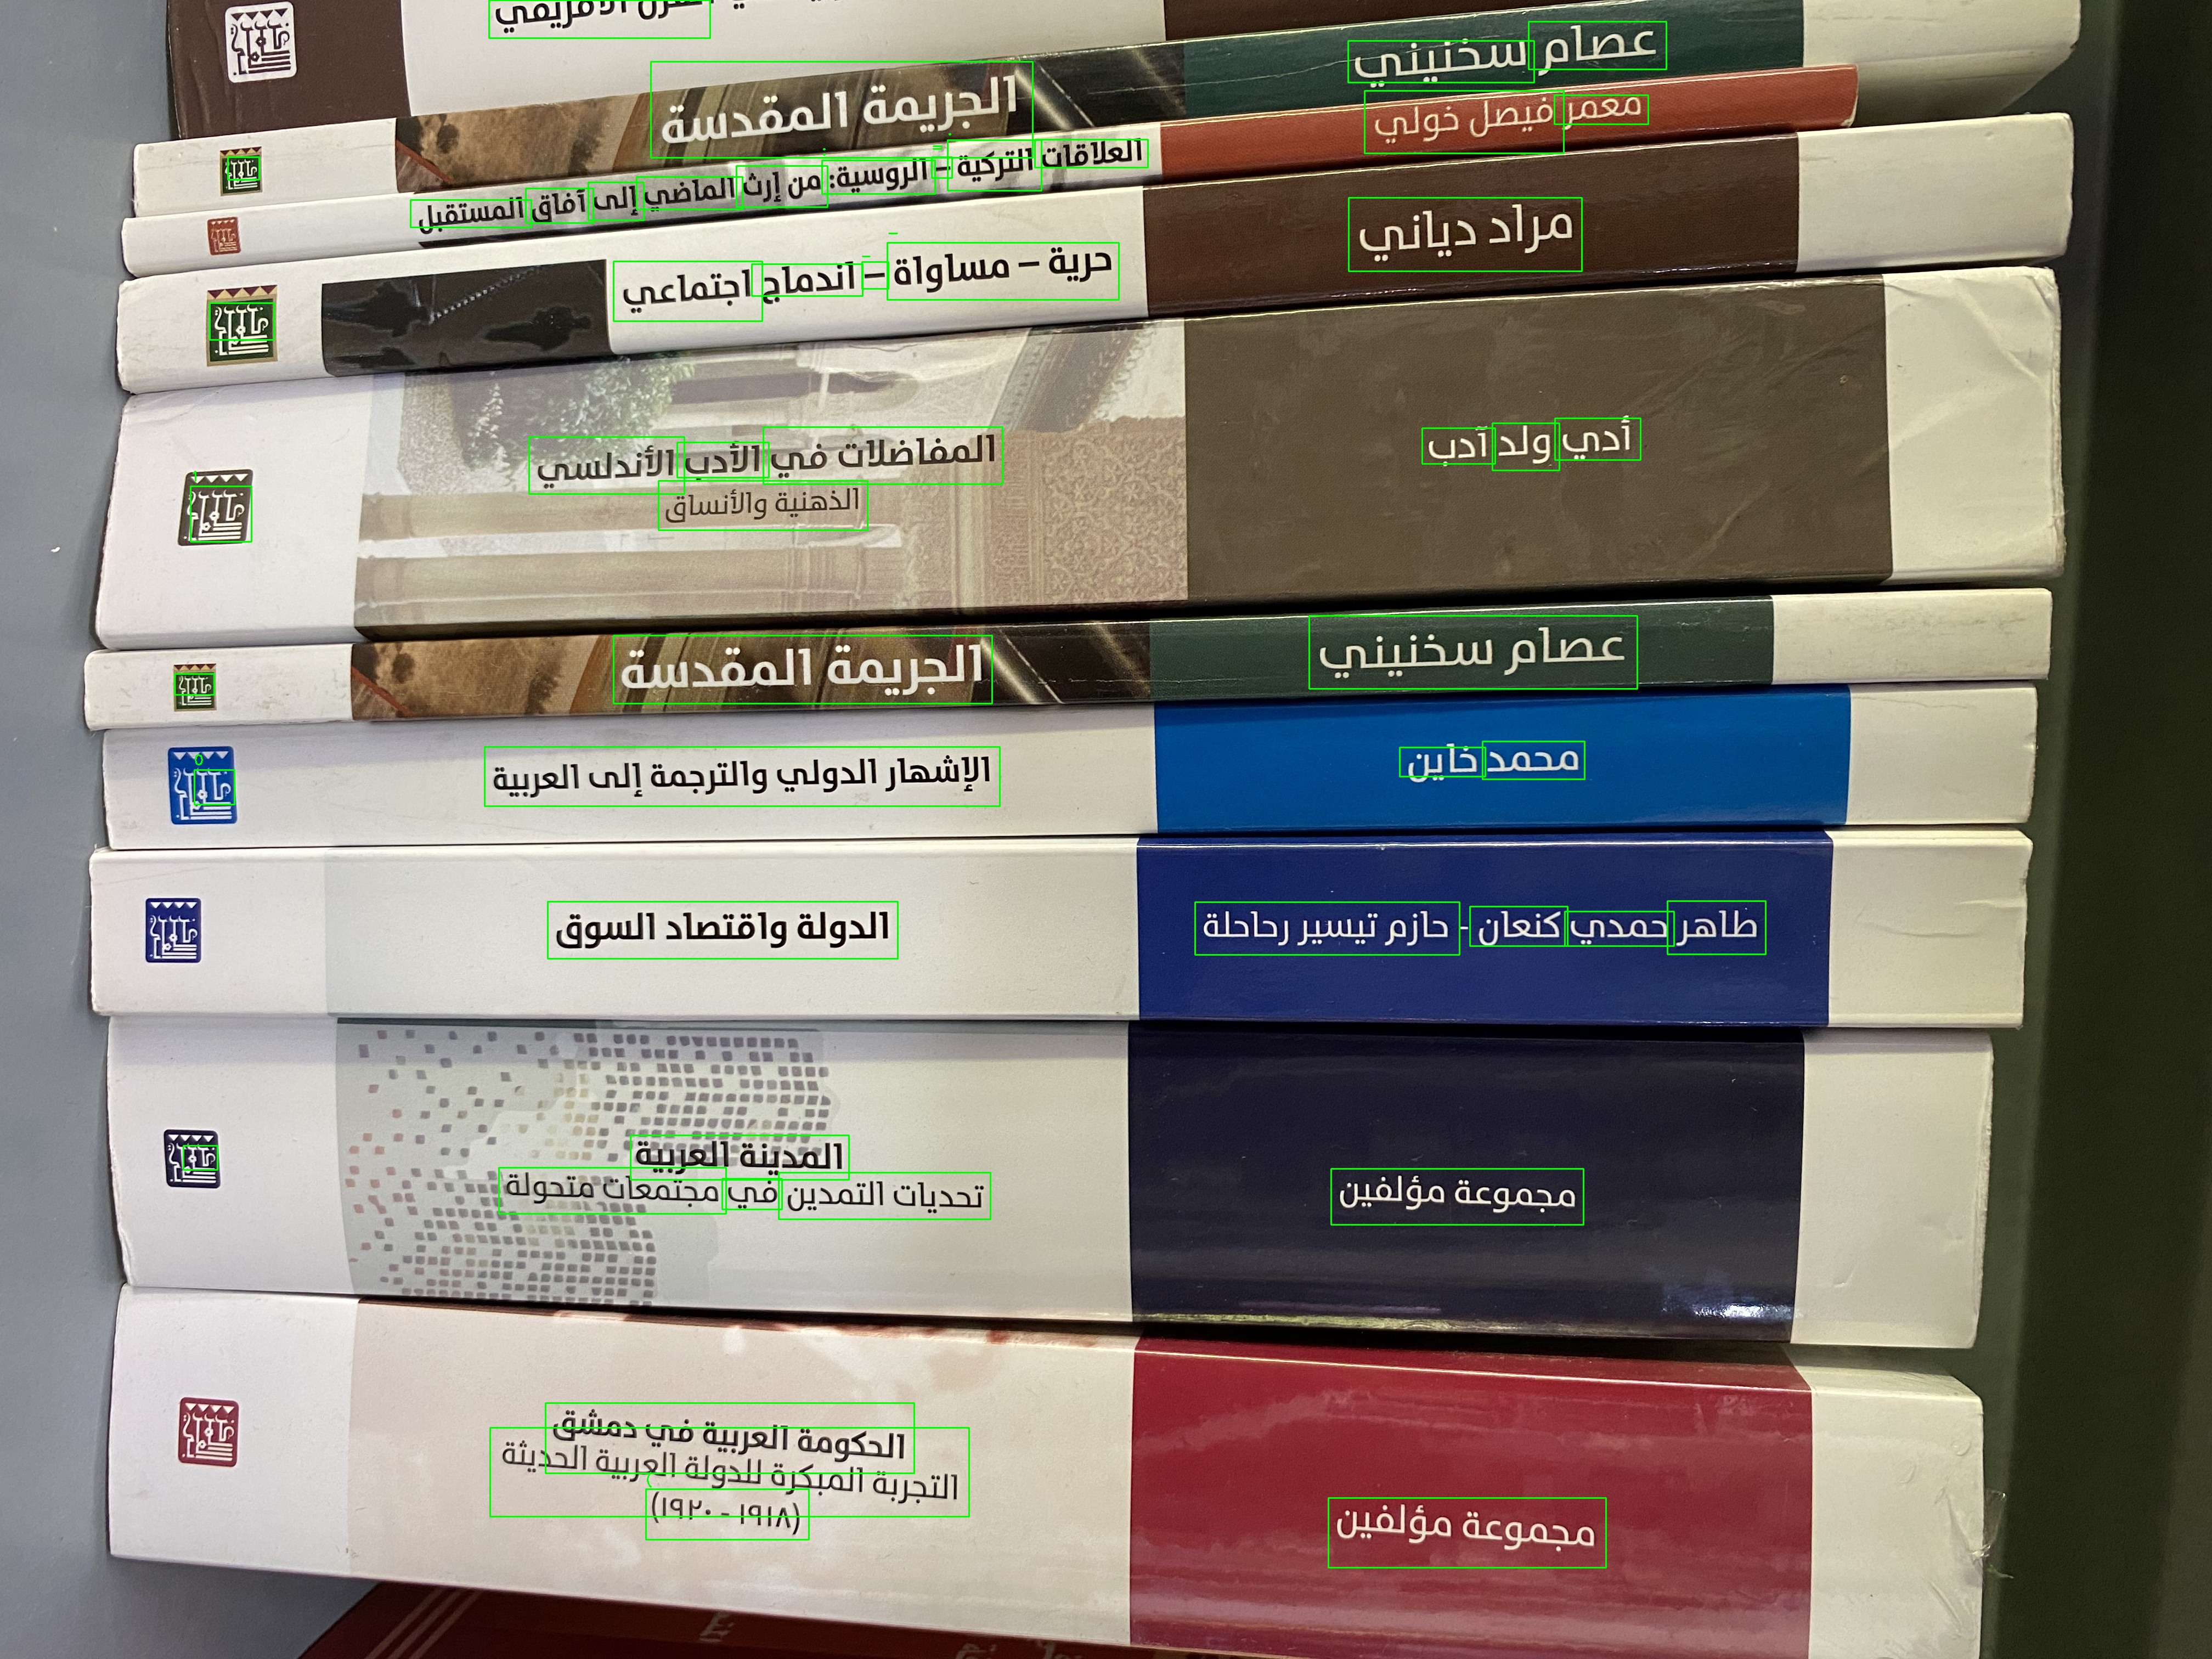 القرن الأفريقي
عصام سخنيني
الجريمة المقدسة
معمر فيصل خولي
العلاقات التركية – الروسية: من إرث الماضي إلى آفاق المستقبل
مراد دياني
حرية – مساواة – اندماج اجتماعي
أدي ولد آدب
المفاضلات في الأدب الأندلسي
الذهنية والأنساق
عصام سخنيني
الجريمة المقدسة
محمد خاين
الإشهار الدولي والترجمة إلى العربية
طاهر حمدي كنعان - حازم تيسير رحاحلة
الدولة واقتصاد السوق
مجموعة مؤلفين
المدينة العربية
تحديات التمدين في مجتمعات متحولة
مجموعة مؤلفين
الحكومة العربية في دمشق
التجربة المبكرة للدولة العربية الحديثة
(١٩١٨ - ١٩٢٠)